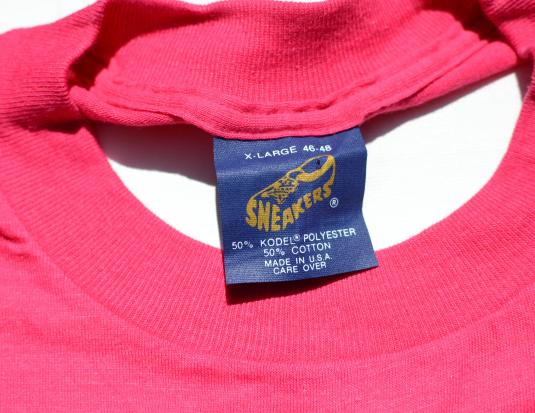 X-LARGE 46-48
SNEAKERS ®
50% KODEL® POLYESTER
50% COTTON
MADE IN U.S.A.
CARE OVER